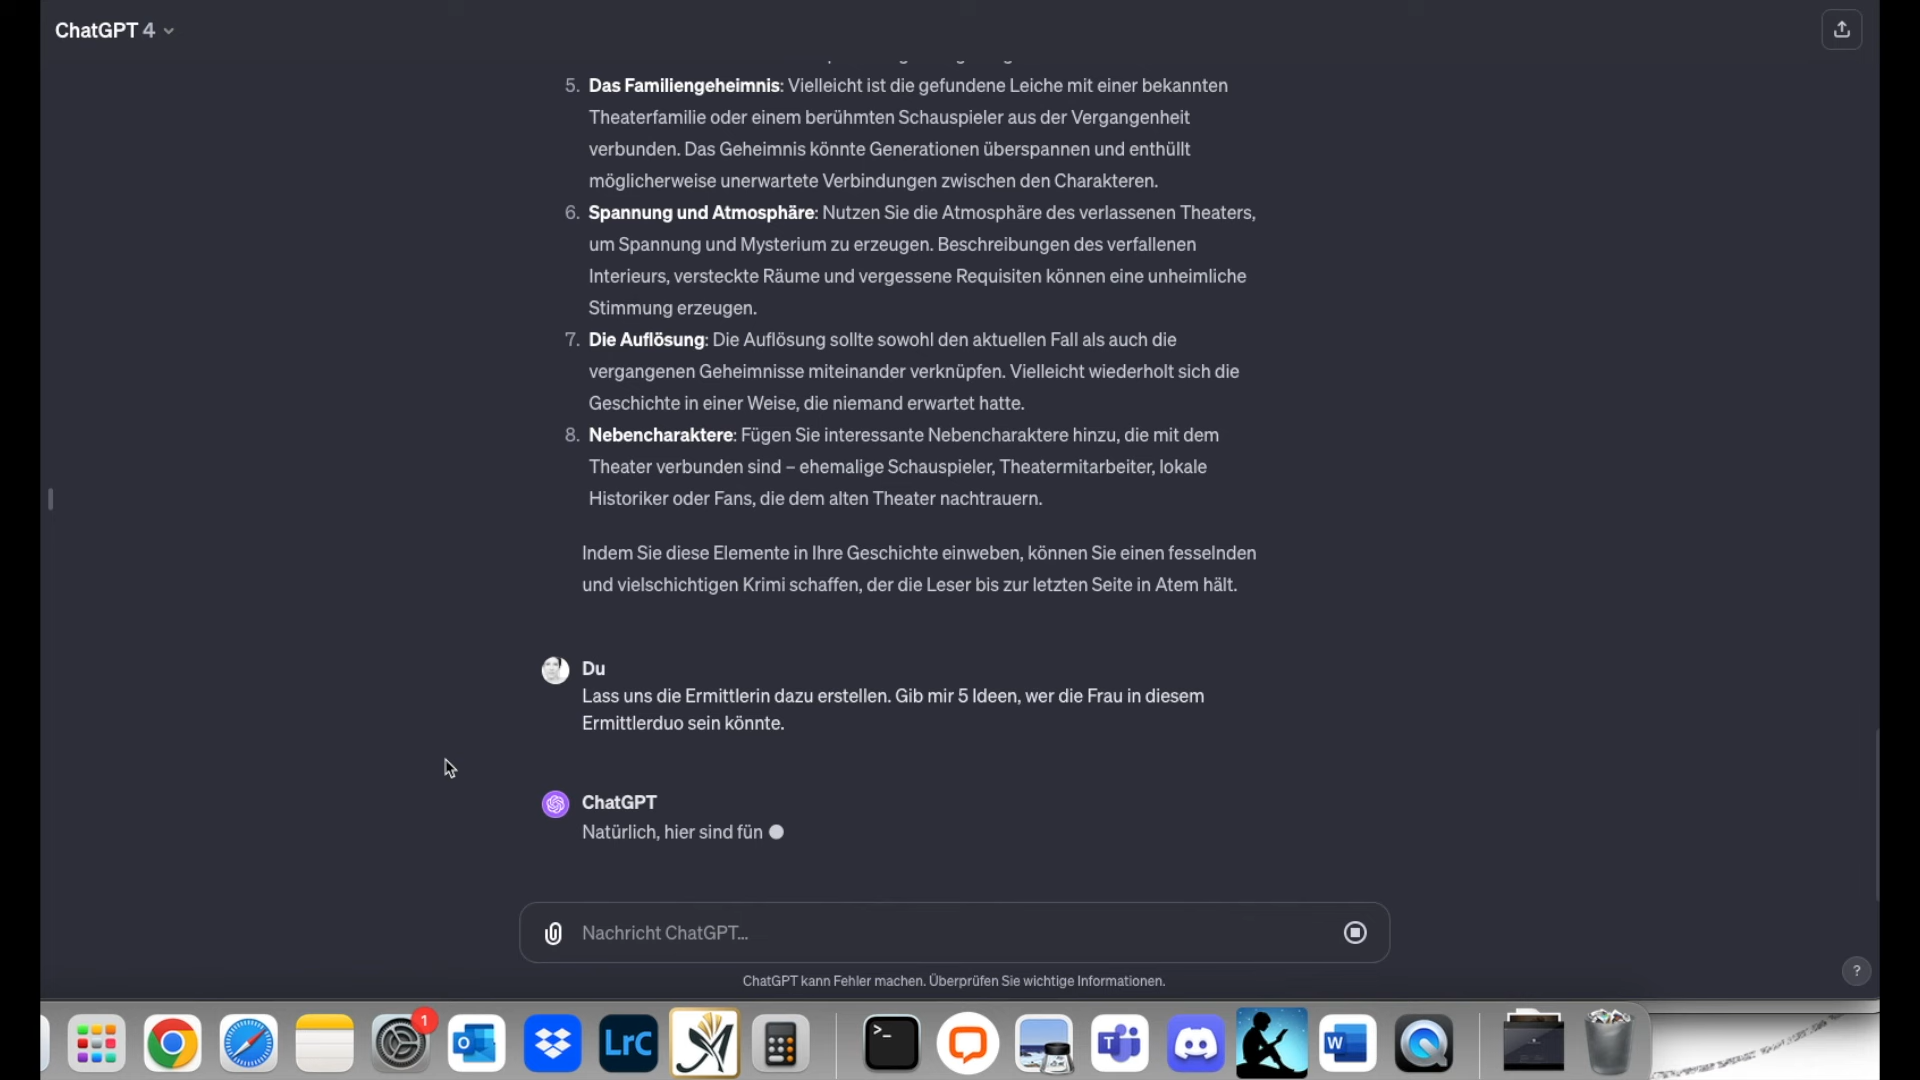 ChatGPT 4
5. Das Familiengeheimnis: Vielleicht ist die gefundene Leiche mit einer bekannten
Theaterfamilie oder einem berühmten Schauspieler aus der Vergangenheit
verbunden. Das Geheimnis könnte Generationen überspannen und enthüllt
möglicherweise unerwartete Verbindungen zwischen den Charakteren.
6. Spannung und Atmosphäre: Nutzen Sie die Atmosphäre des verlassenen Theaters,
um Spannung und Mysterium zu erzeugen. Beschreibungen des verfallenen
Interieurs, versteckte Räume und vergessene Requisiten können eine unheimliche
Stimmung erzeugen.
7. Die Auflösung: Die Auflösung sollte sowohl den aktuellen Fall als auch die
vergangenen Geheimnisse miteinander verknüpfen. Vielleicht wiederholt sich die
Geschichte in einer Weise, die niemand erwartet hatte.
8. Nebencharaktere: Fügen Sie interessante Nebencharaktere hinzu, die mit dem
Theater verbunden sind – ehemalige Schauspieler, Theatermitarbeiter, lokale
Historiker oder Fans, die dem alten Theater nachtrauern.
Indem Sie diese Elemente in Ihre Geschichte einweben, können Sie einen fesselnden
und vielschichtigen Krimi schaffen, der die Leser bis zur letzten Seite in Atem hält.
Du
Lass uns die Ermittlerin dazu erstellen. Gib mir 5 Ideen, wer die Frau in diesem
Ermittlerduo sein könnte.
ChatGPT
Natürlich, hier sind fün
Nachricht ChatGPT...
ChatGPT kann Fehler machen. Überprüfen Sie wichtige Informationen.
?
1
LrC